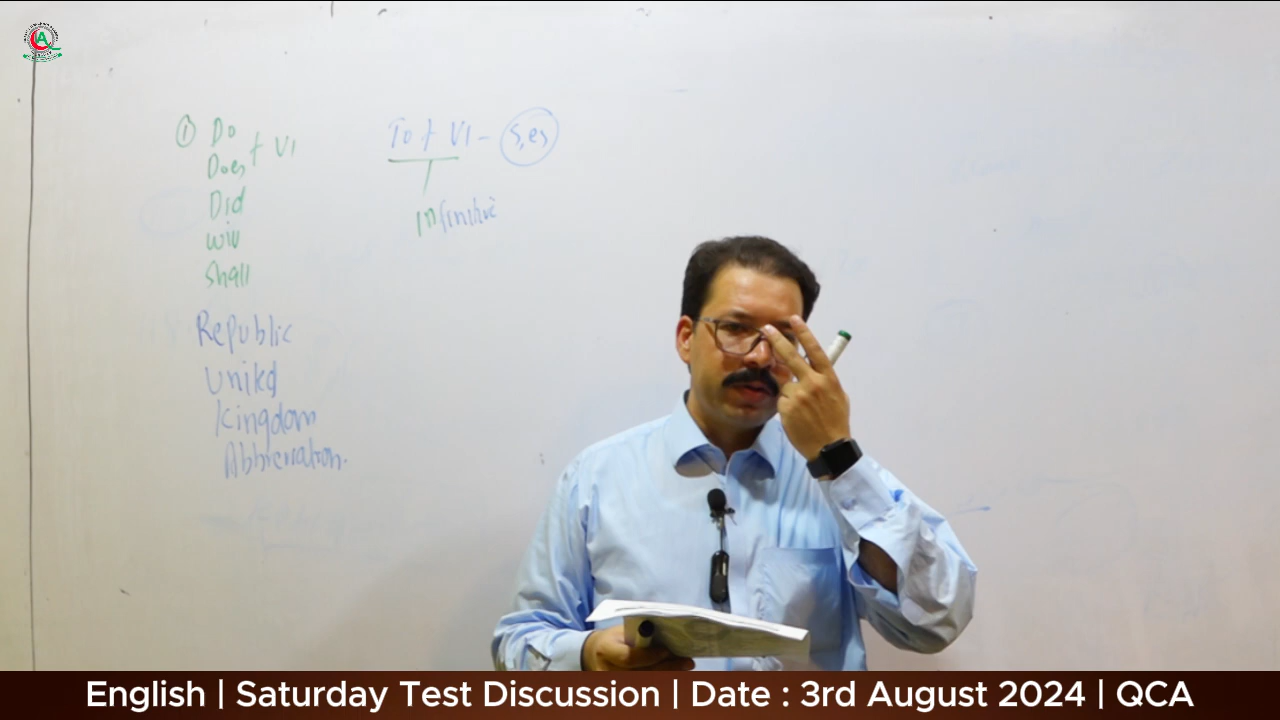 ① Do
Does + V1
Did
will
shall
To + V1 - s, es
infinitive
Republic
United
Kingdom
Abbreviation.
English | Saturday Test Discussion | Date : 3rd August 2024 | QCA